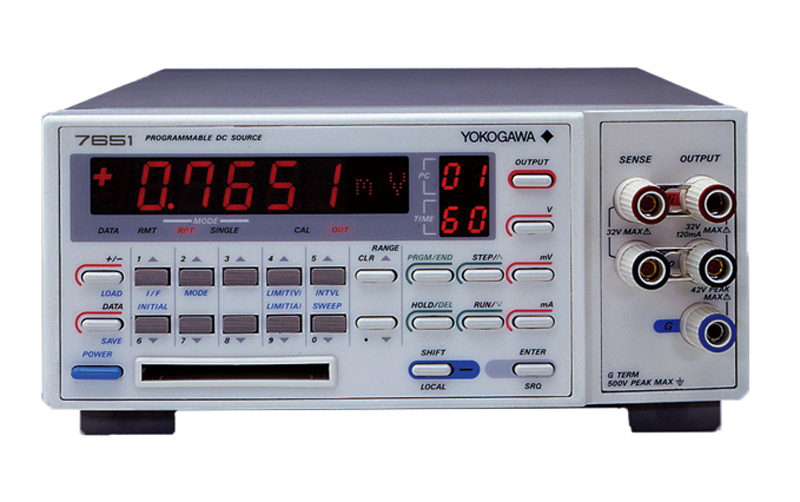 7651 PROGRAMMABLE DC SOURCE YOKOGAWA
+ 0.7651 mV
PC 01
TIME 60
OUTPUT
V
MODE
DATA RMT RPT SINGLE CAL OUT
RANGE
+/− 1 2 3 4 5 CLR PRGM/END STEP/∧ mV
LOAD I/F MODE LIMIT(V) INTVL
DATA INITIAL LIMIT(A) SWEEP HOLD/DEL RUN/∨ mA
SAVE 6 7 8 9 0 •
POWER
SHIFT ENTER
LOCAL SRQ
SENSE OUTPUT
32V MAX 32V
120mA MAX
42V PEAK
MAX
G
G TERM
500V PEAK MAX